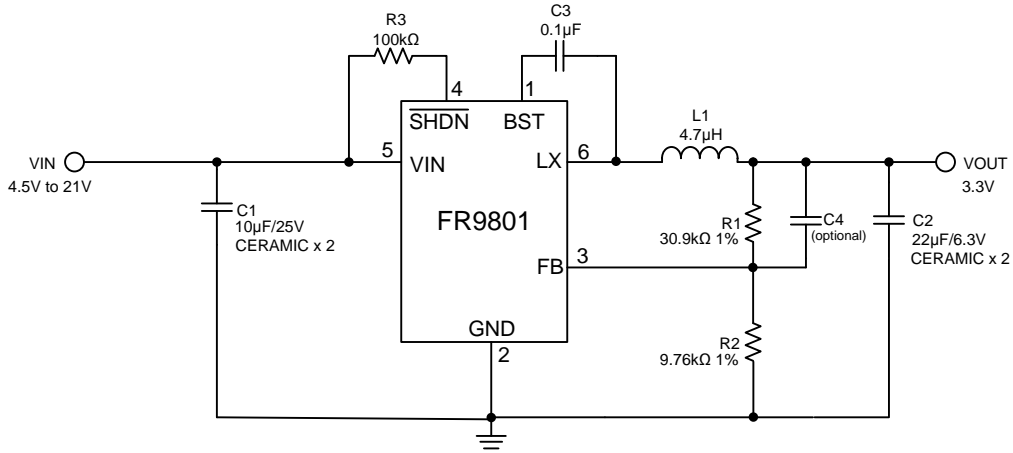 C3
0.1µF
R3
100kΩ
4
1
SHDN
BST
L1
4.7µH
VIN
4.5V to 21V
5
VIN
LX
6
VOUT
3.3V
C1
10µF/25V
CERAMIC x 2
FR9801
R1
30.9kΩ 1%
C4
(optional)
C2
22µF/6.3V
CERAMIC x 2
FB
3
GND
2
R2
9.76kΩ 1%